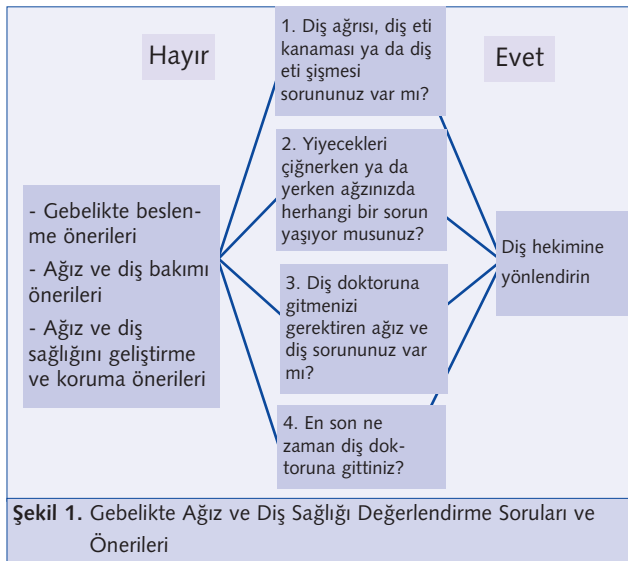 Hayır
1. Diş ağrısı, diş eti
kanaması ya da diş
eti şişmesi
sorununuz var mı?
Evet
2. Yiyecekleri
çiğnerken ya da
yerken ağzınızda
herhangi bir sorun
yaşıyor musunuz?
- Gebelikte beslen-
me önerileri
- Ağız ve diş bakımı
önerileri
- Ağız ve diş
sağlığını geliştirme
ve koruma önerileri
Diş hekimine
yönlendirin
3. Diş doktoruna
gitmenizi
gerektiren ağız ve
diş sorununuz var
mı?
4. En son ne
zaman diş dok-
toruna gittiniz?
Şekil 1. Gebelikte Ağız ve Diş Sağlığı Değerlendirme Soruları ve
Önerileri